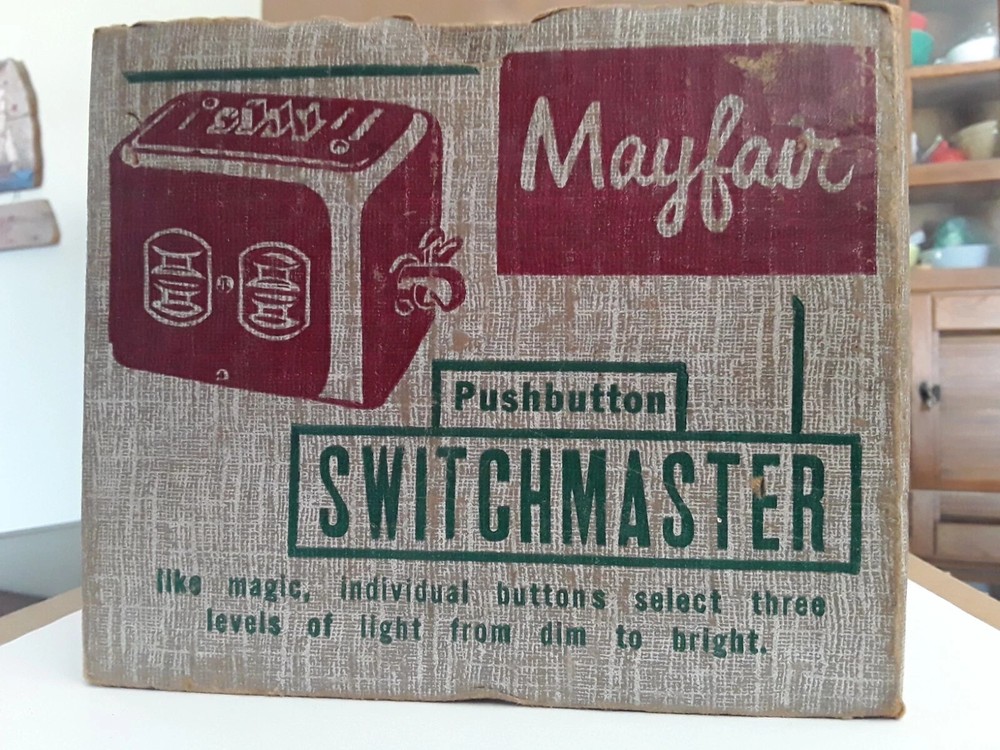 Mayfair
Pushbutton
SWITCHMASTER
like magic, individual buttons select three
levels of light from dim to bright.